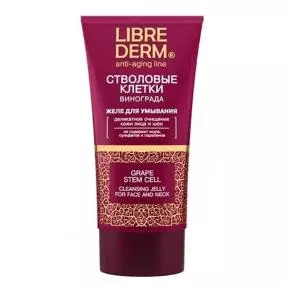 LIBRE
DERM®
anti-aging line
СТВОЛОВЫЕ
КЛЕТКИ
ВИНОГРАДА
ЖЕЛЕ ДЛЯ УМЫВАНИЯ
деликатное очищение
кожи лица и шеи
не содержит мыла,
сульфатов и парабенов
GRAPE
STEM CELL
CLEANSING JELLY
FOR FACE AND NECK